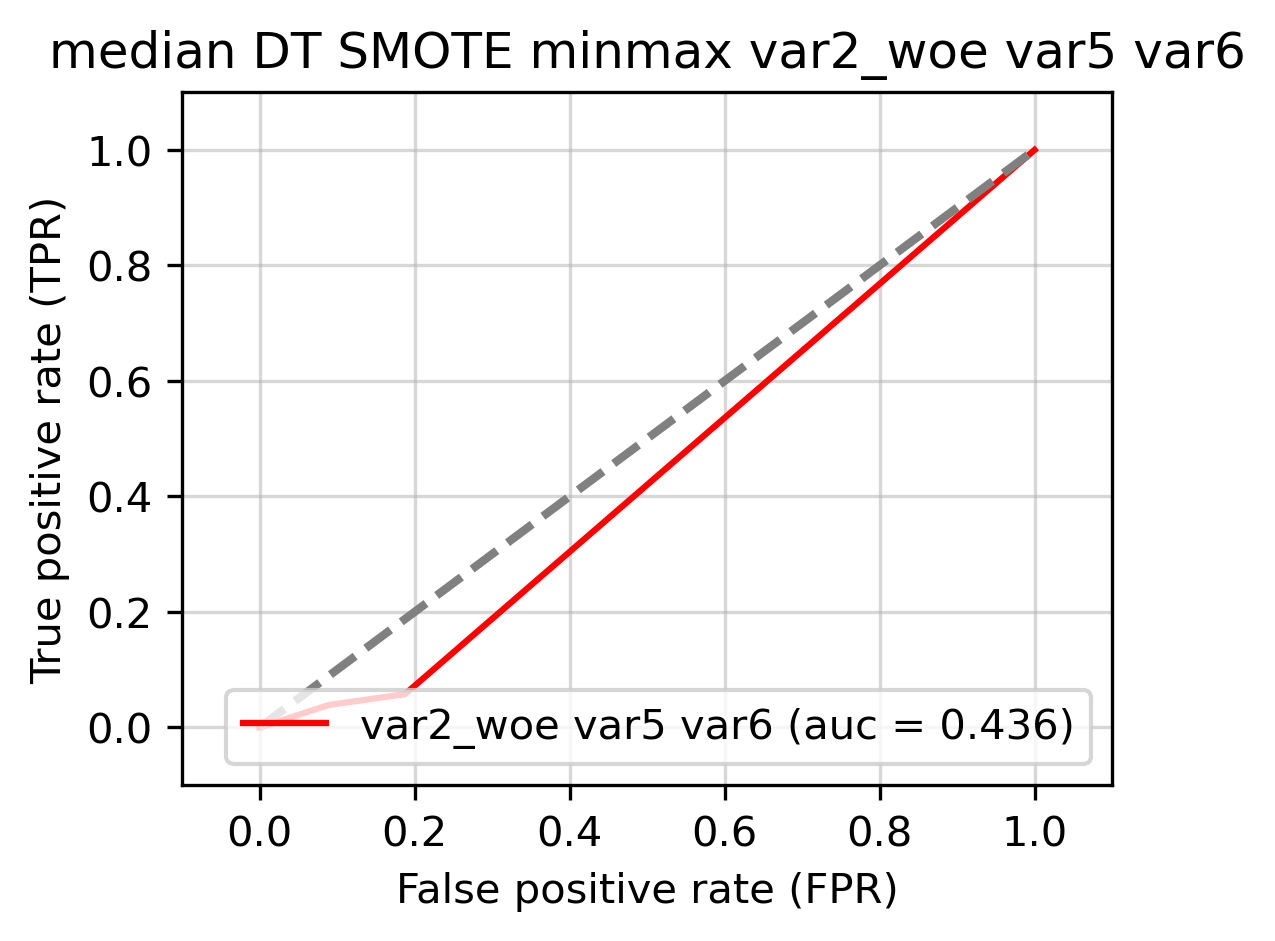 median DT SMOTE minmax var2_woe var5 var6
True positive rate (TPR)
1.0
0.8
0.6
0.4
0.2
0.0
var2_woe var5 var6 (auc = 0.436)
0.0 0.2 0.4 0.6 0.8 1.0
False positive rate (FPR)